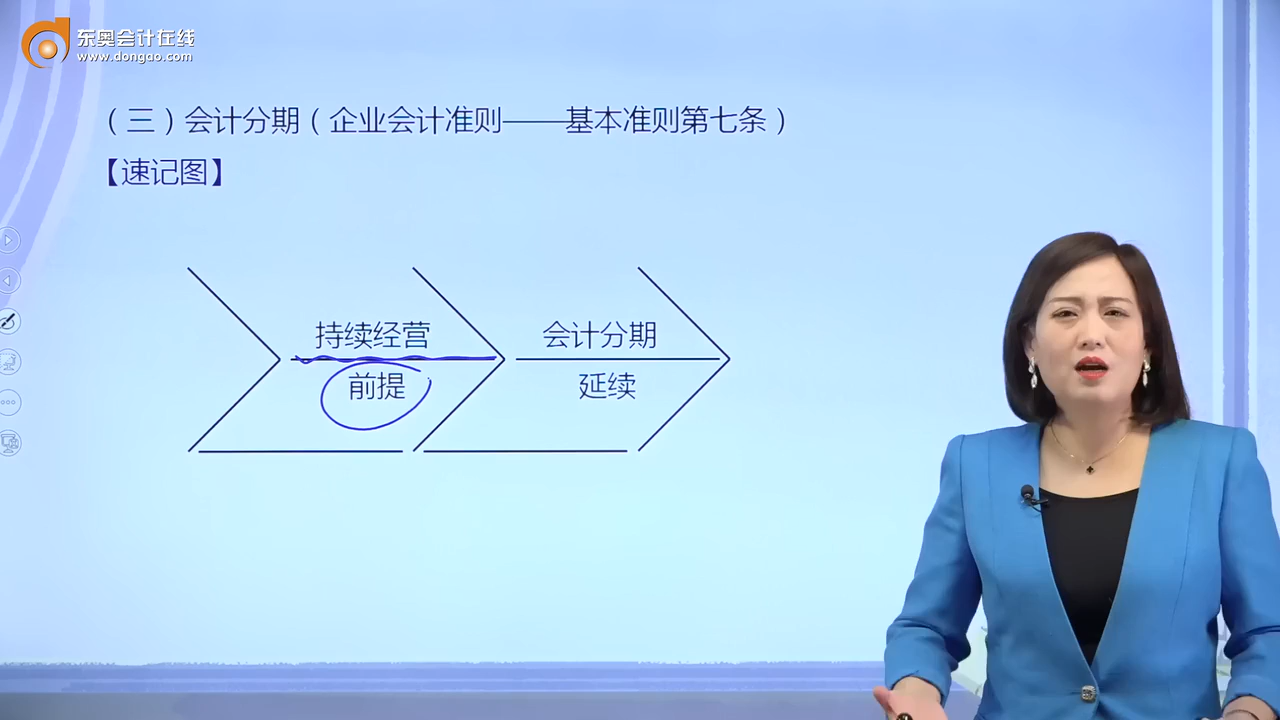 东奥会计在线
www.dongao.com
（三）会计分期（企业会计准则——基本准则第七条）
【速记图】
持续经营
前提
会计分期
延续